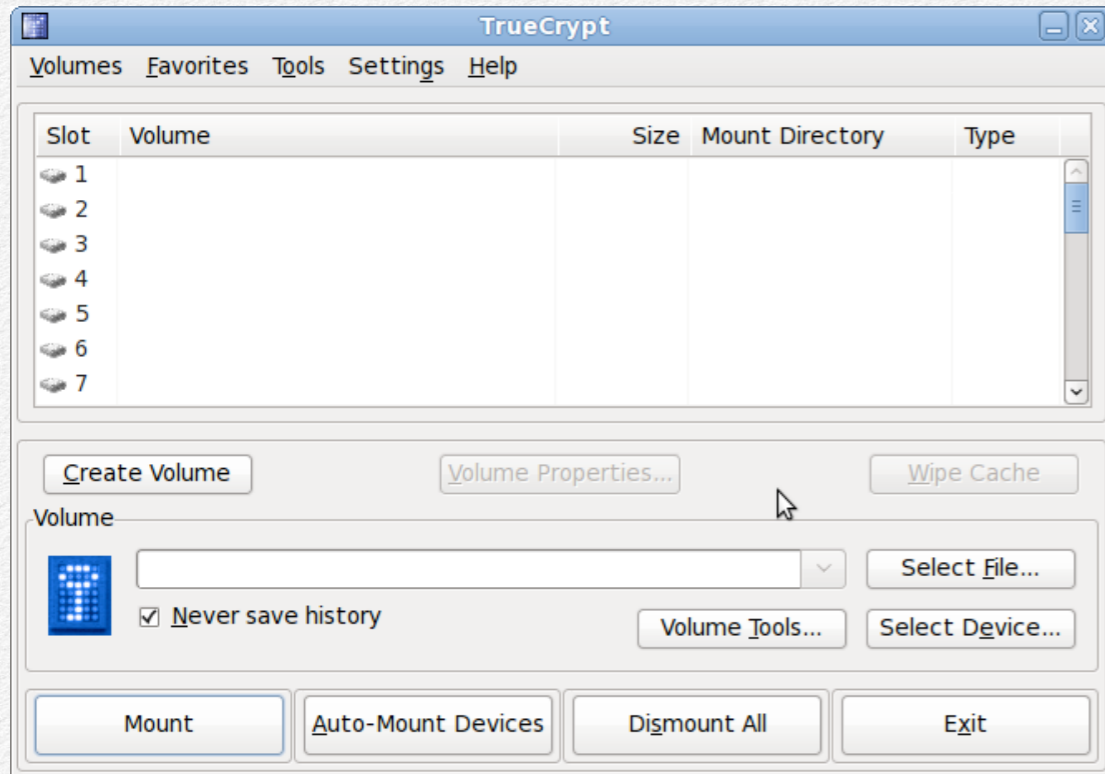 TrueCrypt
Volumes Favorites Tools Settings Help
Slot Volume Size Mount Directory Type
1
2
3
4
5
6
7
Create Volume Volume Properties... Wipe Cache
Volume
Select File...
Never save history
Volume Tools... Select Device...
Mount Auto-Mount Devices Dismount All Exit